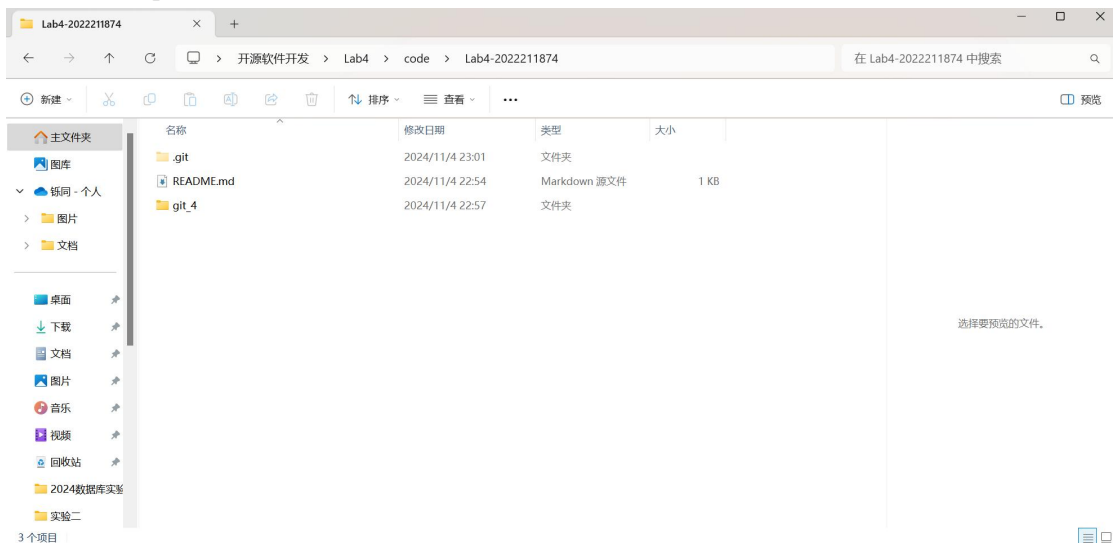 Lab4-2022211874
开源软件开发 > Lab4 > code > Lab4-2022211874
在 Lab4-2022211874 中搜索
新建 排序 查看 ... 预览
名称 修改日期 类型 大小
.git 2024/11/4 23:01 文件夹
README.md 2024/11/4 22:54 Markdown 源文件 1 KB
git_4 2024/11/4 22:57 文件夹
主文件夹
图库
铄同 - 个人
图片
文档
桌面
下载
文档
图片
音乐
视频
回收站
2024数据库实验
实验二
选择要预览的文件。
3 个项目